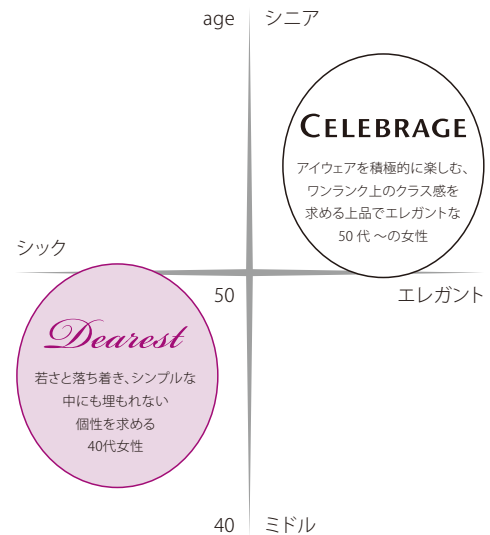 age シニア
CELEBRAGE
アイウェアを積極的に楽しむ、
ワンランク上のクラス感を
求める上品でエレガントな
50 代 ～の女性
シック
50 エレガント
Dearest
若さと落ち着き、シンプルな
中にも埋もれない
個性を求める
40代女性
40 ミドル